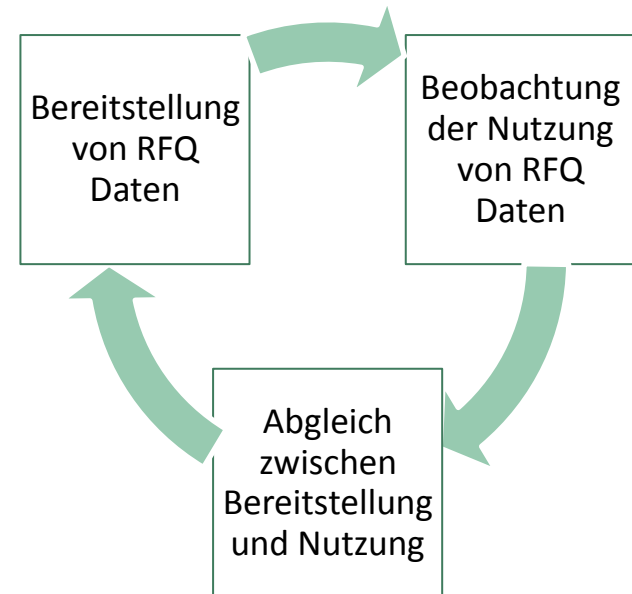 Bereitstellung
von RFQ
Daten
Beobachtung
der Nutzung
von RFQ
Daten
Abgleich
zwischen
Bereitstellung
und Nutzung